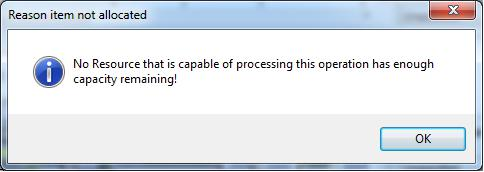 Reason item not allocated
No Resource that is capable of processing this operation has enough
capacity remaining!
OK